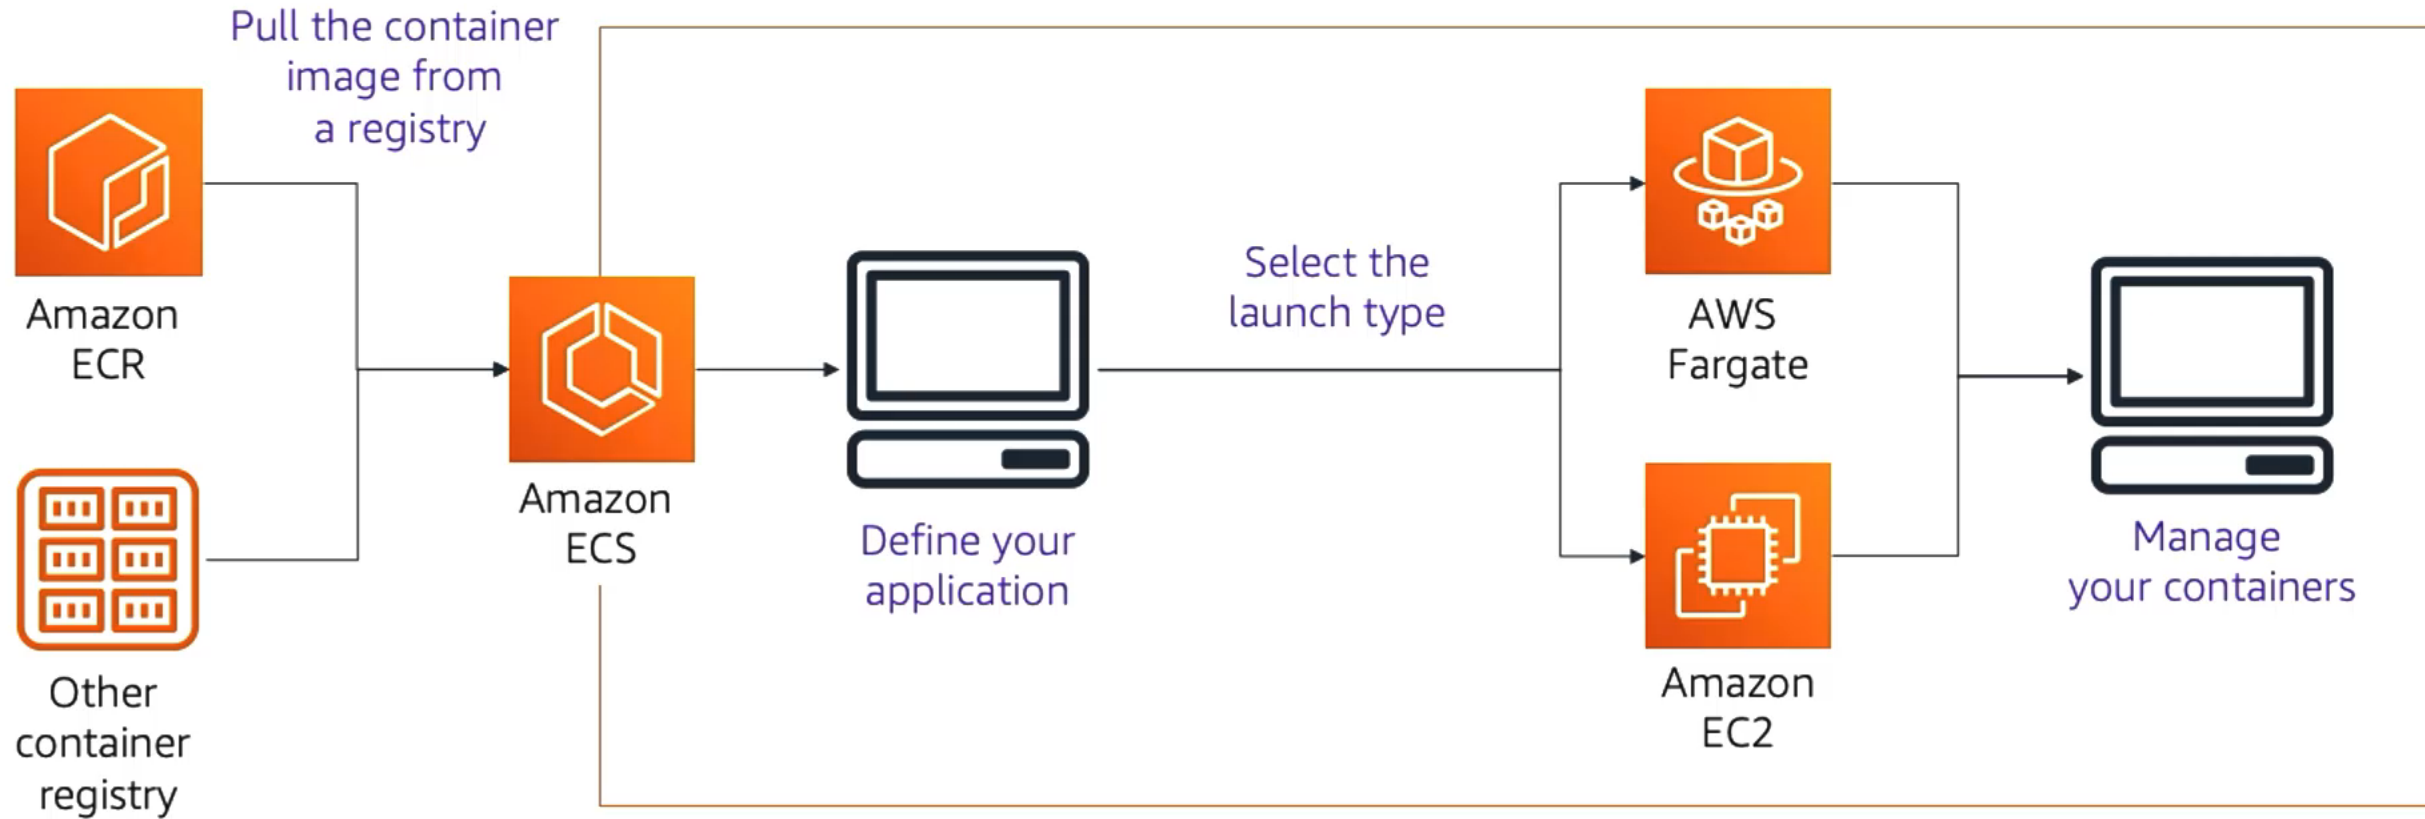 Pull the container
image from
a registry
Amazon
ECR
Other
container
registry
Amazon
ECS
Define your
application
Select the
launch type
AWS
Fargate
Amazon
EC2
Manage
your containers